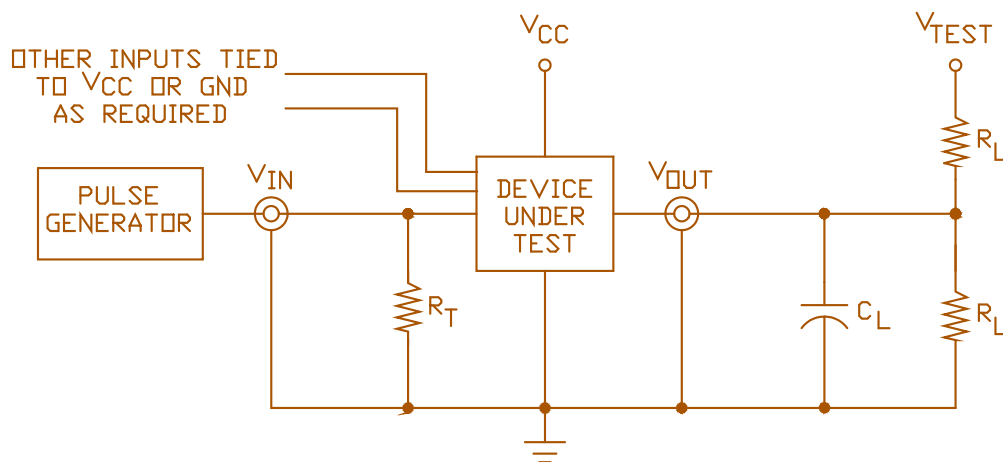 OTHER INPUTS TIED
TO VCC OR GND
AS REQUIRED
VCC
VTEST
PULSE
GENERATOR
VIN
DEVICE
UNDER
TEST
VOUT
RL
RT
CL
RL